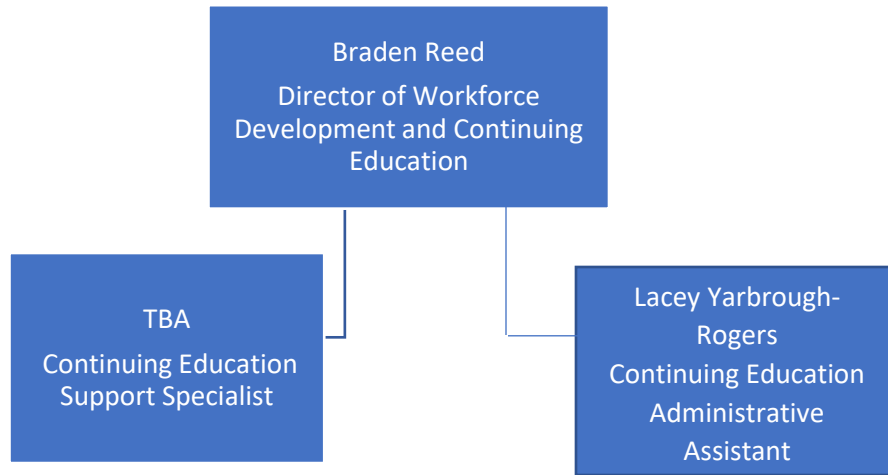 Braden Reed
Director of Workforce
Development and Continuing
Education
TBA
Continuing Education
Support Specialist
Lacey Yarbrough-
Rogers
Continuing Education
Administrative
Assistant